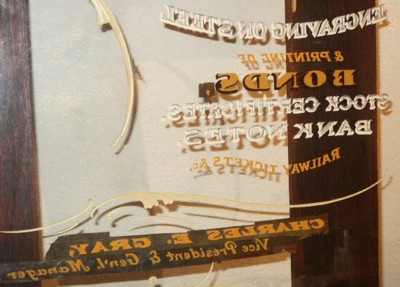 ENGRAVING ON STEEL
& PRINTING OF
BONDS,
STOCK CERTIFICATES,
BANK NOTES,
RAILWAY TICKETS &c.
CHARLES E. GRAY,
Vice President & Gen'l Manager